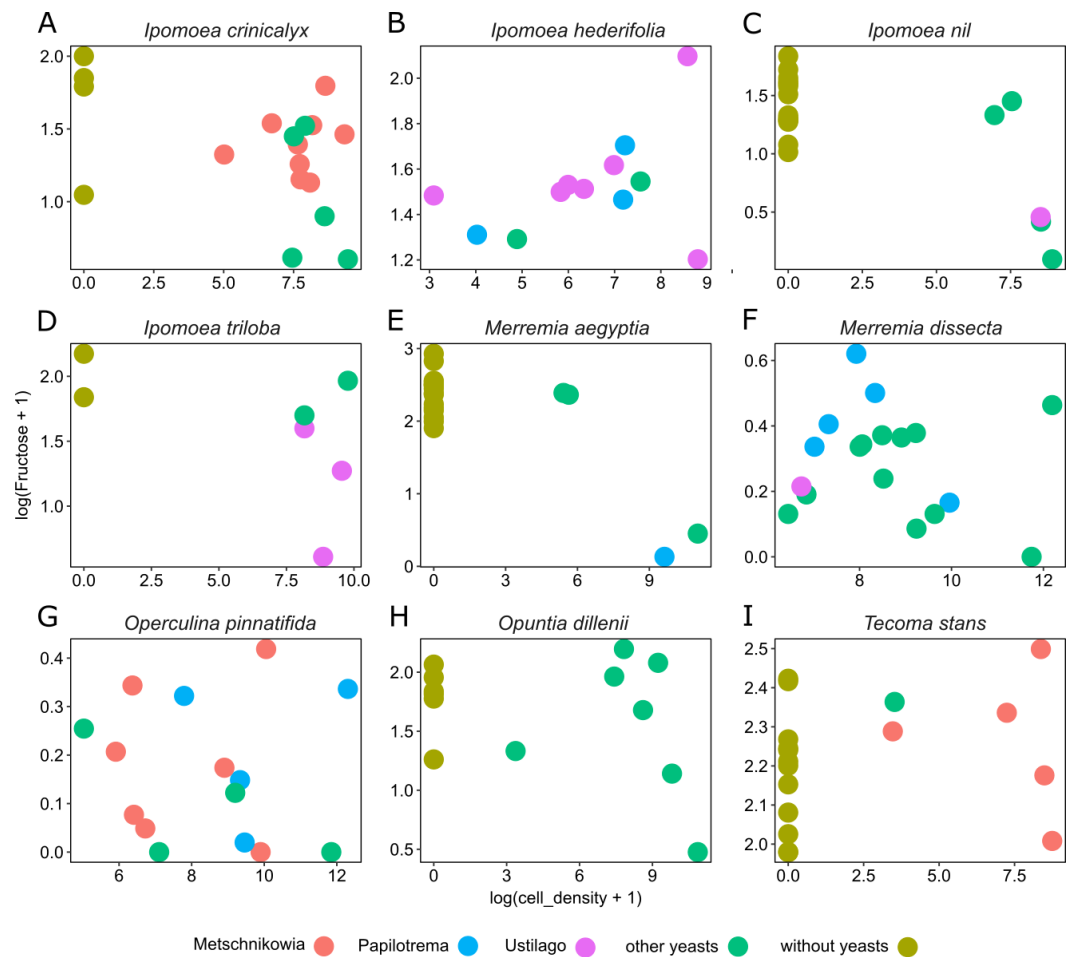 A
Ipomoea crinicalyx
B
Ipomoea hederifolia
C
Ipomoea nil
2.0
1.5
1.0
0.0 2.5 5.0 7.5
2.0
1.8
1.6
1.4
1.2
3 4 5 6 7 8 9
1.5
1.0
0.5
0.0 2.5 5.0 7.5
D
Ipomoea triloba
E
Merremia aegyptia
F
Merremia dissecta
log(Fructose + 1)
2.0
1.5
1.0
0.0 2.5 5.0 7.5 10.0
3
2
1
0
0 3 6 9
0.6
0.4
0.2
0.0
8 10 12
G
Operculina pinnatifida
H
Opuntia dillenii
I
Tecoma stans
0.4
0.3
0.2
0.1
0.0
6 8 10 12
2.0
1.5
1.0
0.5
0 3 6 9
2.5
2.4
2.3
2.2
2.1
2.0
0.0 2.5 5.0 7.5
log(cell_density + 1)
Metschnikowia Papilotrema Ustilago other yeasts without yeasts